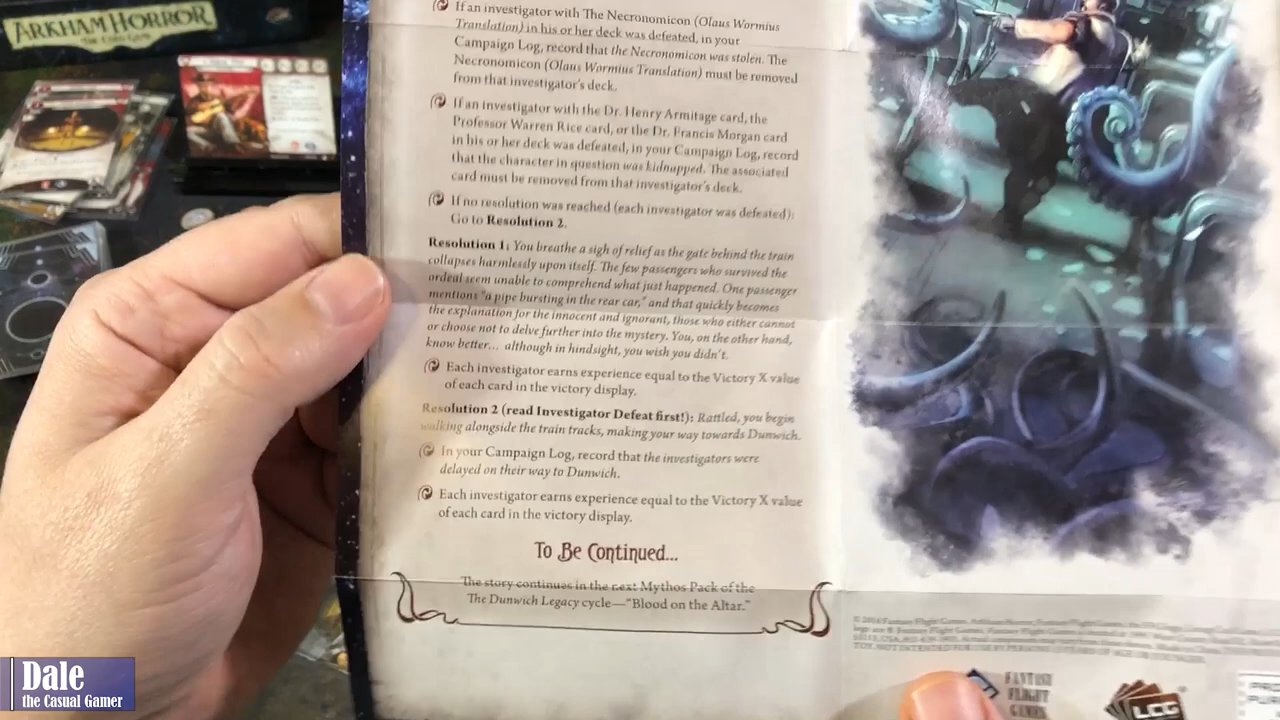 ARKHAM HORROR
THE CARD GAME
If an investigator with The Necronomicon (Olaus Wormius
Translation) in his or her deck was defeated, in your
Campaign Log, record that the Necronomicon was stolen. The
Necronomicon (Olaus Wormius Translation) must be removed
from that investigator's deck.
If an investigator with the Dr. Henry Armitage card, the
Professor Warren Rice card, or the Dr. Francis Morgan card
in his or her deck was defeated, in your Campaign Log, record
that the character in question was kidnapped. The associated
card must be removed from that investigator's deck.
If no resolution was reached (each investigator was defeated):
Go to Resolution 2.
Resolution 1: You breathe a sigh of relief as the gate behind the train
collapses harmlessly upon itself. The few passengers who survived the
ordeal seem unable to comprehend what just happened. One passenger
mentions "a pipe bursting in the rear car," and that quickly becomes
the explanation for the innocent and ignorant, those who either cannot
or choose not to delve further into the mystery. You, on the other hand,
know better... although in hindsight, you wish you didn't.
Each investigator earns experience equal to the Victory X value
of each card in the victory display.
Resolution 2 (read Investigator Defeat first!): Rattled, you begin
walking alongside the train tracks, making your way towards Dunwich.
In your Campaign Log, record that the investigators were
delayed on their way to Dunwich.
Each investigator earns experience equal to the Victory X value
of each card in the victory display.
To Be Continued...
The story continues in the next Mythos Pack of the
The Dunwich Legacy cycle—"Blood on the Altar."
FANTASY
FLIGHT
GAMES
LCG
Dale
the Casual Gamer